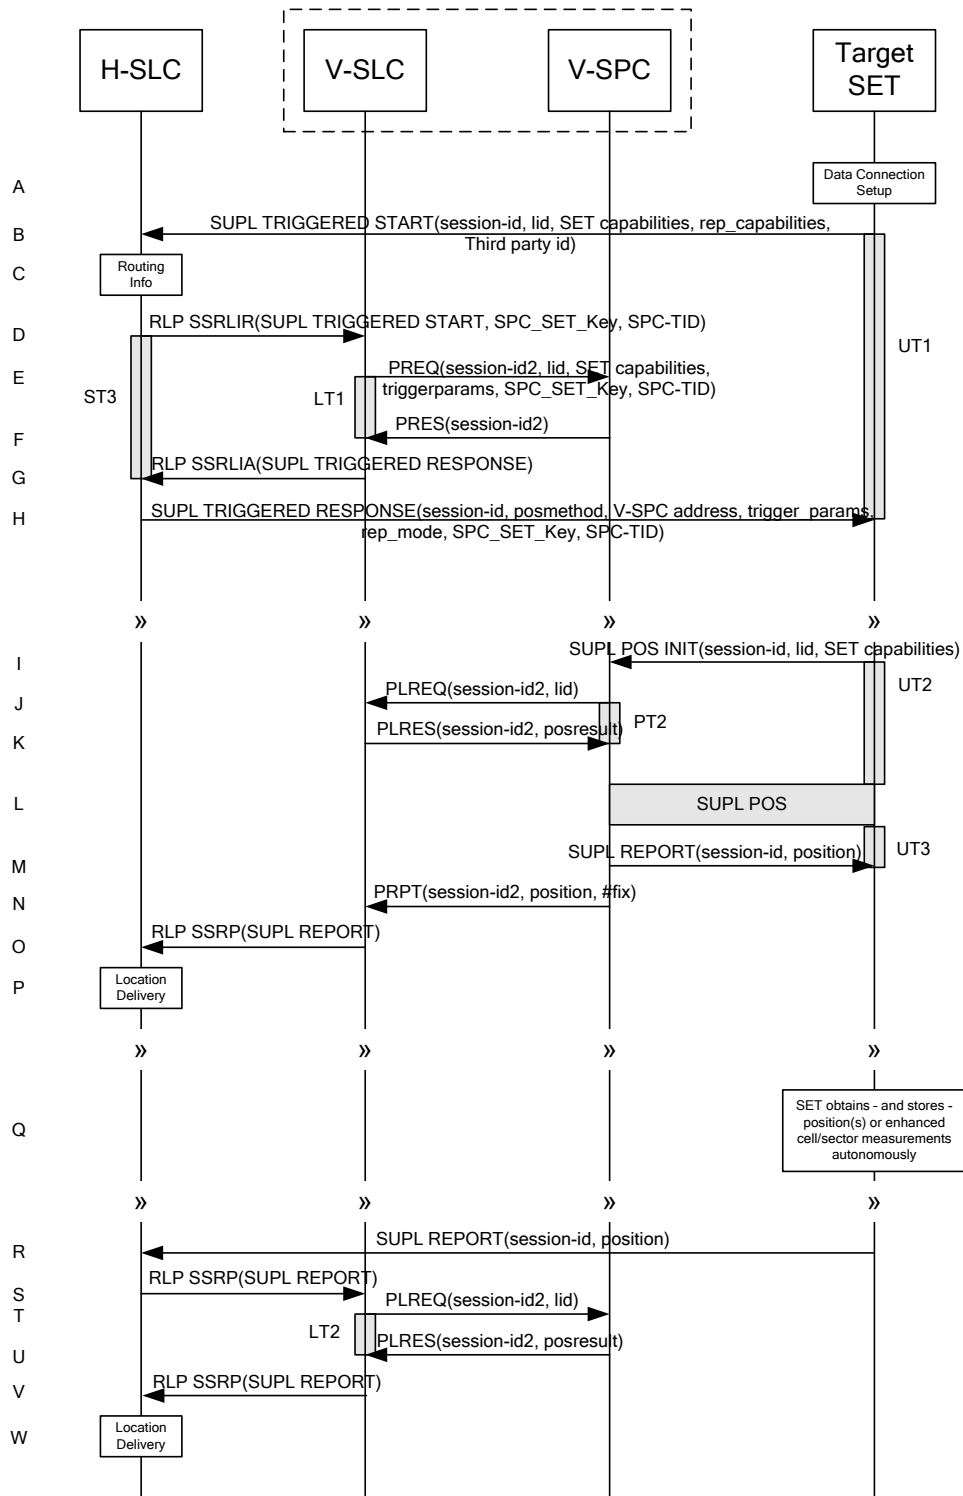 H-SLC
V-SLC
V-SPC
Target
SET
A
Data Connection
Setup
B
SUPL TRIGGERED START(session-id, lid, SET capabilities, rep_capabilities,
Third party id)
C
Routing
Info
D
RLP SSRLIR(SUPL TRIGGERED START, SPC_SET_Key, SPC-TID)
UT1
E
PREQ(session-id2, lid, SET capabilities,
triggerparams, SPC_SET_Key, SPC-TID)
ST3
LT1
F
PRES(session-id2)
G
RLP SSRLIA(SUPL TRIGGERED RESPONSE)
H
SUPL TRIGGERED RESPONSE(session-id, posmethod, V-SPC address, trigger_params,
rep_mode, SPC_SET_Key, SPC-TID)
» » » »
I
SUPL POS INIT(session-id, lid, SET capabilities)
UT2
J
PLREQ(session-id2, lid)
PT2
K
PLRES(session-id2, posresult)
L
SUPL POS
M
SUPL REPORT(session-id, position)
UT3
N
PRPT(session-id2, position, #fix)
O
RLP SSRP(SUPL REPORT)
P
Location
Delivery
» » » »
Q
SET obtains - and stores -
position(s) or enhanced
cell/sector measurements
autonomously
» » » »
R
SUPL REPORT(session-id, position)
S
RLP SSRP(SUPL REPORT)
T
PLREQ(session-id2, lid)
LT2
U
PLRES(session-id2, posresult)
V
RLP SSRP(SUPL REPORT)
W
Location
Delivery